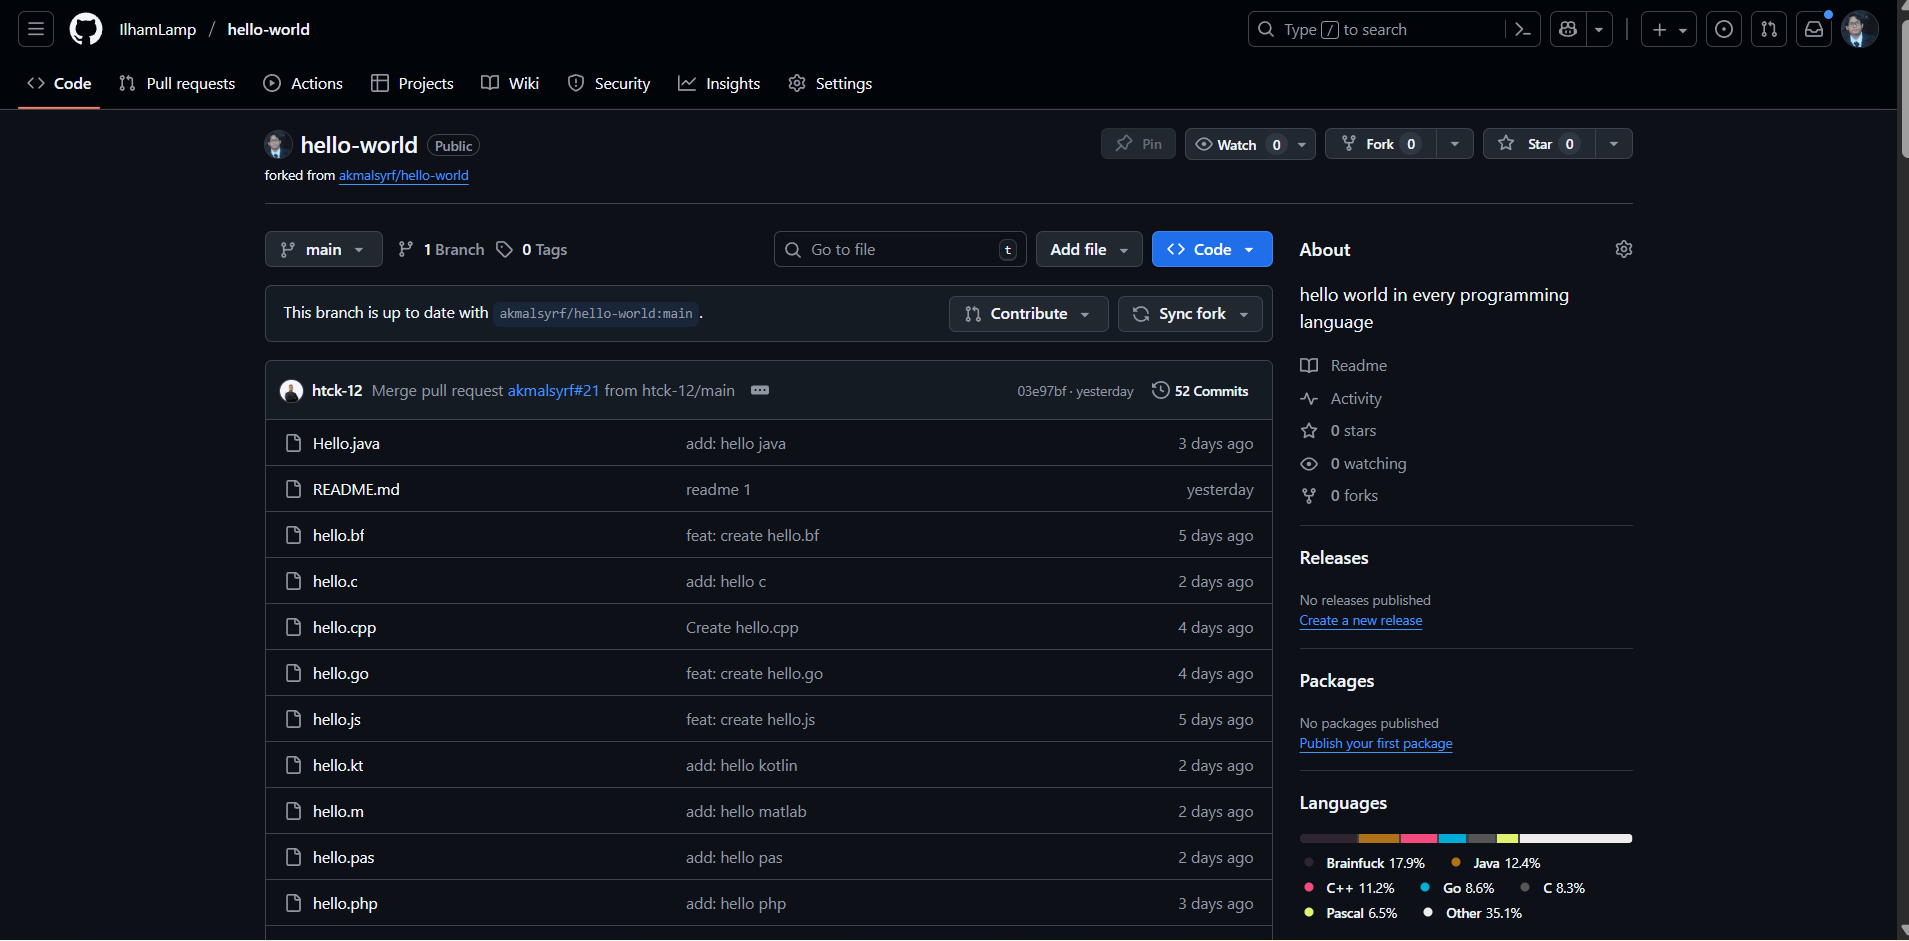 IlhamLamp / hello-world
Type / to search
Code
Pull requests
Actions
Projects
Wiki
Security
Insights
Settings
hello-world Public
forked from akmalsyrf/hello-world
Pin
Watch 0
Fork 0
Star 0
main
1 Branch
0 Tags
Go to file t
Add file
Code
This branch is up to date with akmalsyrf/hello-world:main .
Contribute
Sync fork
htck-12 Merge pull request akmalsyrf#21 from htck-12/main
03e97bf · yesterday
52 Commits
Hello.java add: hello java 3 days ago
README.md readme 1 yesterday
hello.bf feat: create hello.bf 5 days ago
hello.c add: hello c 2 days ago
hello.cpp Create hello.cpp 4 days ago
hello.go feat: create hello.go 4 days ago
hello.js feat: create hello.js 5 days ago
hello.kt add: hello kotlin 2 days ago
hello.m add: hello matlab 2 days ago
hello.pas add: hello pas 2 days ago
hello.php add: hello php 3 days ago
About
hello world in every programming
language
Readme
Activity
0 stars
0 watching
0 forks
Releases
No releases published
Create a new release
Packages
No packages published
Publish your first package
Languages
Brainfuck 17.9% Java 12.4%
C++ 11.2% Go 8.6% C 8.3%
Pascal 6.5% Other 35.1%